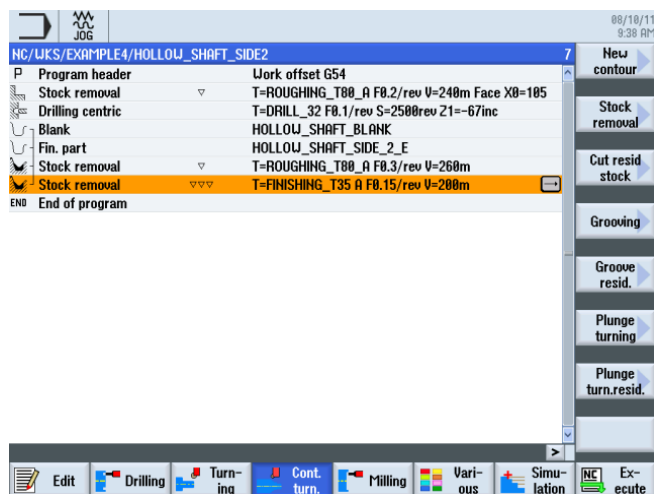 JOG
08/10/11
9:38 AM
NC/WKS/EXAMPLE4/HOLLOW_SHAFT_SIDE2 7
P Program header Work offset G54
Stock removal ▽ T=ROUGHING_T80_A F0.2/rev V=240m Face X0=105
Drilling centric T=DRILL_32 F0.1/rev S=2500rev Z1=-67inc
Blank HOLLOW_SHAFT_BLANK
Fin. part HOLLOW_SHAFT_SIDE_2_E
Stock removal ▽ T=ROUGHING_T80_A F0.3/rev V=260m
Stock removal ▽▽▽ T=FINISHING_T35 A F0.15/rev V=200m
END End of program
New
contour
Stock
removal
Cut resid
stock
Grooving
Groove
resid.
Plunge
turning
Plunge
turn.resid.
Edit
Drilling
Turn-
ing
Cont.
turn.
Milling
Vari-
ous
Simu-
lation
NC
Ex-
ecute